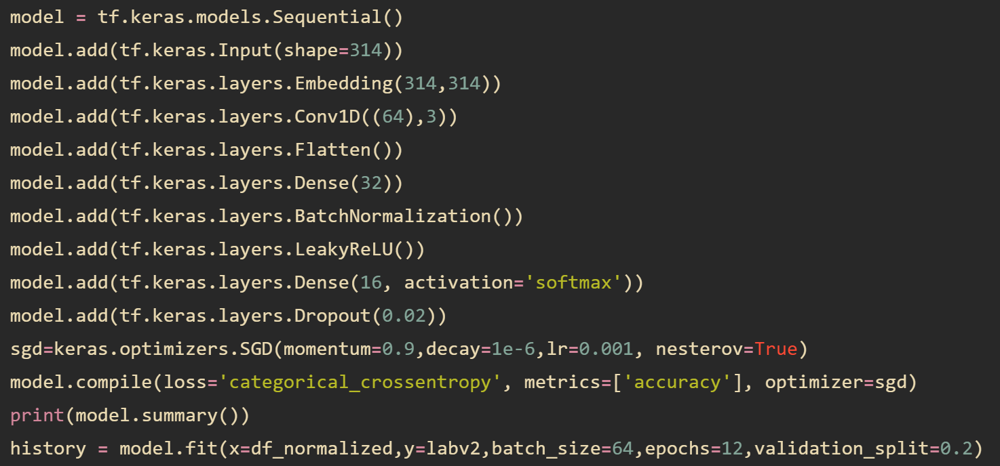 model = tf.keras.models.Sequential()
model.add(tf.keras.Input(shape=314))
model.add(tf.keras.layers.Embedding(314,314))
model.add(tf.keras.layers.Conv1D((64),3))
model.add(tf.keras.layers.Flatten())
model.add(tf.keras.layers.Dense(32))
model.add(tf.keras.layers.BatchNormalization())
model.add(tf.keras.layers.LeakyReLU())
model.add(tf.keras.layers.Dense(16, activation='softmax'))
model.add(tf.keras.layers.Dropout(0.02))
sgd=keras.optimizers.SGD(momentum=0.9,decay=1e-6,lr=0.001, nesterov=True)
model.compile(loss='categorical_crossentropy', metrics=['accuracy'], optimizer=sgd)
print(model.summary())
history = model.fit(x=df_normalized,y=labv2,batch_size=64,epochs=12,validation_split=0.2)